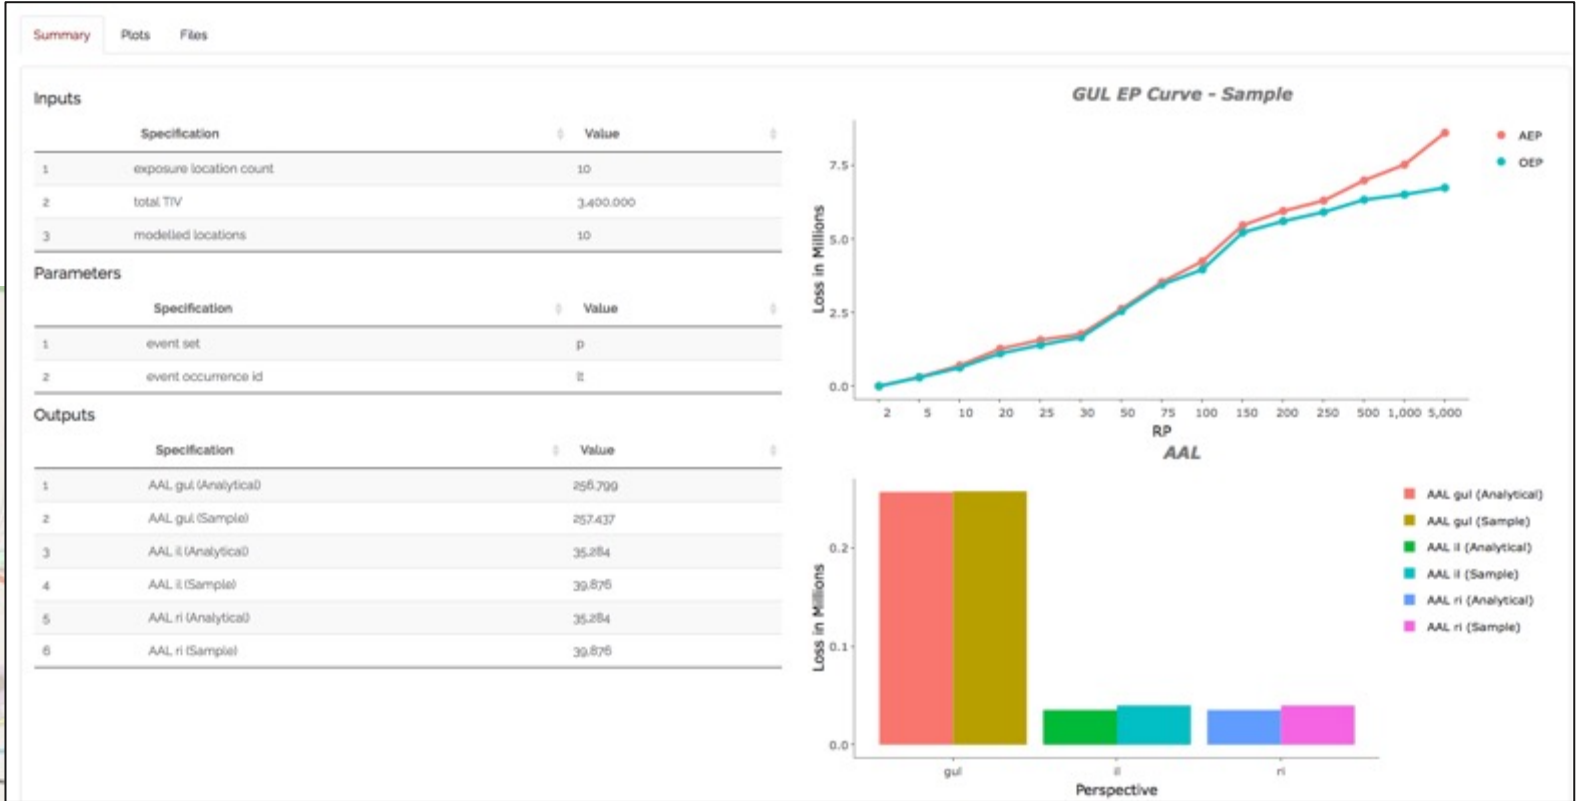 Summary Plots Files
Inputs
Specification Value
1 exposure location count 10
2 total TIV 3,400,000
3 modelled locations 10
Parameters
Specification Value
1 event set p
2 event occurrence id lt
Outputs
Specification Value
1 AAL gul (Analytical) 256,799
2 AAL gul (Sample) 257,437
3 AAL il (Analytical) 35,284
4 AAL il (Sample) 39,876
5 AAL ri (Analytical) 35,284
6 AAL ri (Sample) 39,876
GUL EP Curve - Sample
AEP
OEP
Loss in Millions
7.5
5.0
2.5
0.0
2 5 10 20 25 30 50 75 100 150 200 250 500 1,000 5,000
RP
AAL
AAL gul (Analytical)
AAL gul (Sample)
AAL il (Analytical)
AAL il (Sample)
AAL ri (Analytical)
AAL ri (Sample)
Loss in Millions
0.2
0.1
0.0
gul il ri
Perspective